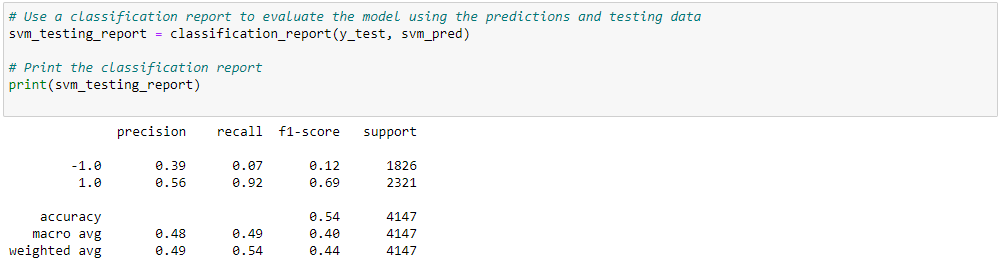 # Use a classification report to evaluate the model using the predictions and testing data
svm_testing_report = classification_report(y_test, svm_pred)
# Print the classification report
print(svm_testing_report)
precision recall f1-score support
-1.0 0.39 0.07 0.12 1826
1.0 0.56 0.92 0.69 2321
accuracy 0.54 4147
macro avg 0.48 0.49 0.40 4147
weighted avg 0.49 0.54 0.44 4147